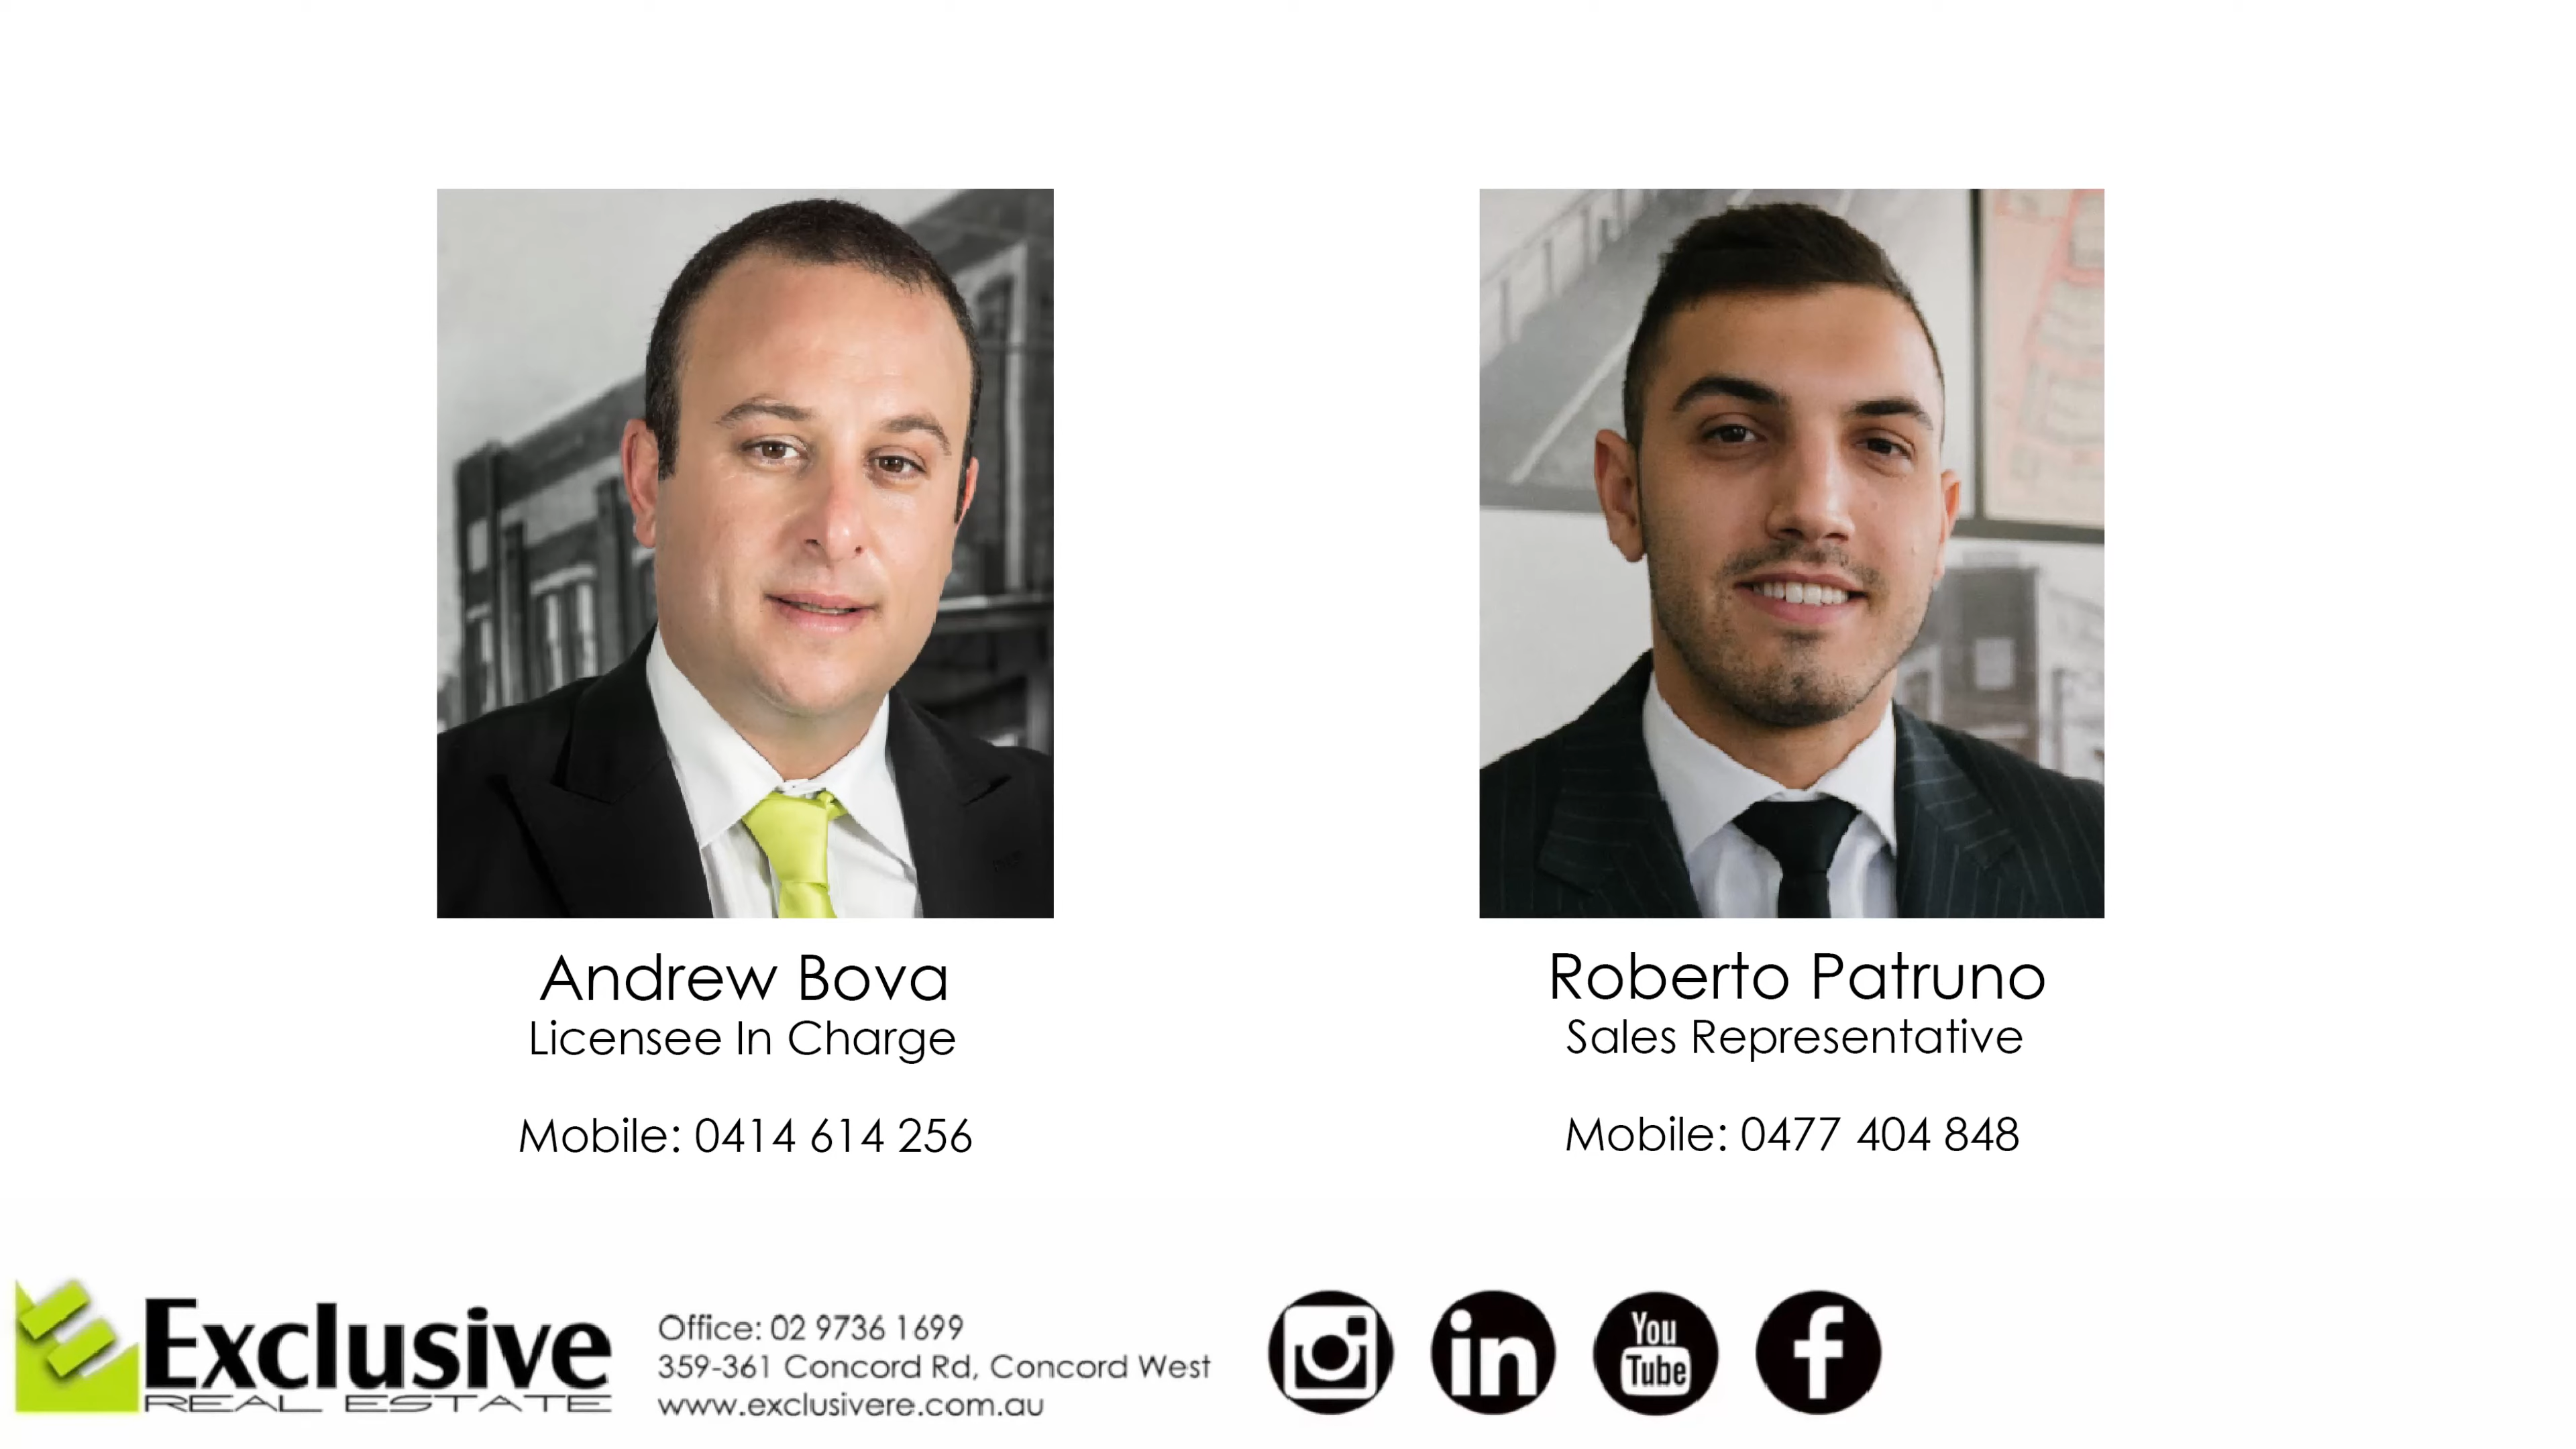 Andrew Bova
Licensee In Charge
Mobile: 0414 614 256
Roberto Patruno
Sales Representative
Mobile: 0477 404 848
Exclusive
REAL ESTATE
Office: 02 9736 1699
359-361 Concord Rd, Concord West
www.exclusivere.com.au
in
You
Tube
f